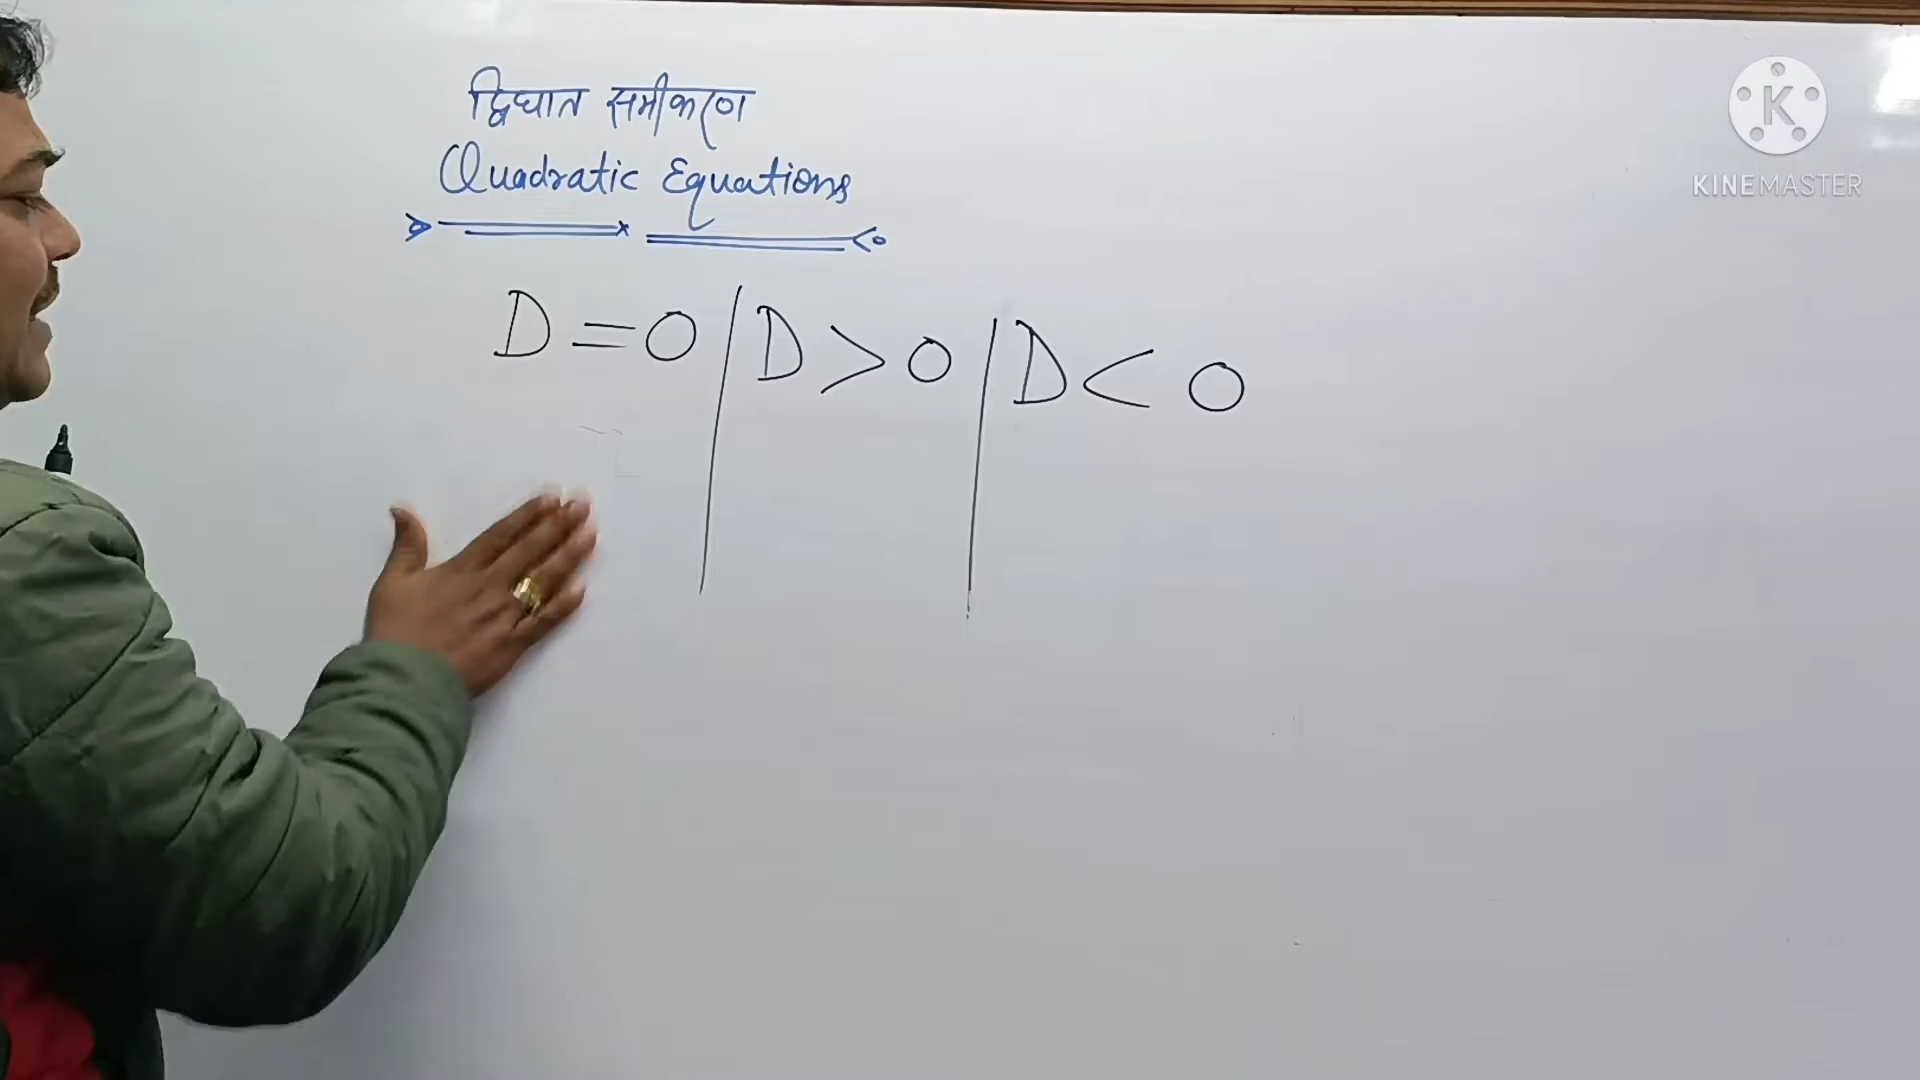 द्विघात समीकरण
Quadratic Equations
D = 0 | D > 0 | D < 0
K
KINEMASTER